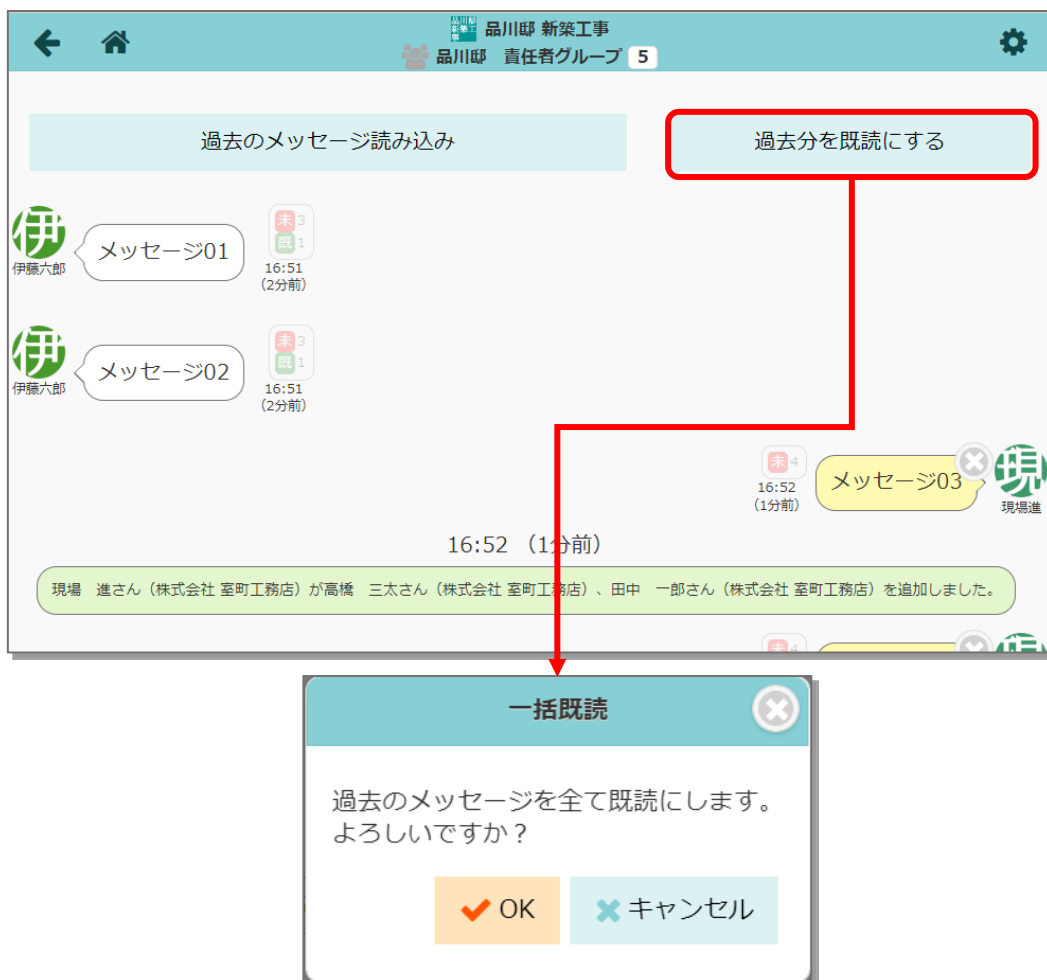 品川邸
新築工
事
品川邸 新築工事
品川邸 責任者グループ 5
過去のメッセージ読み込み
過去分を既読にする
伊
伊藤六郎
メッセージ01
未 3
既 1
16:51
(2分前)
伊
伊藤六郎
メッセージ02
未 3
既 1
16:51
(2分前)
未 4
16:52
(1分前)
メッセージ03
現
現場進
16:52 (1分前)
現場 進さん(株式会社 室町工務店)が高橋 三太さん(株式会社 室町工務店)、田中 一郎さん(株式会社 室町工務店)を追加しました。
未 4
一括既読
過去のメッセージを全て既読にします。
よろしいですか?
OK
キャンセル